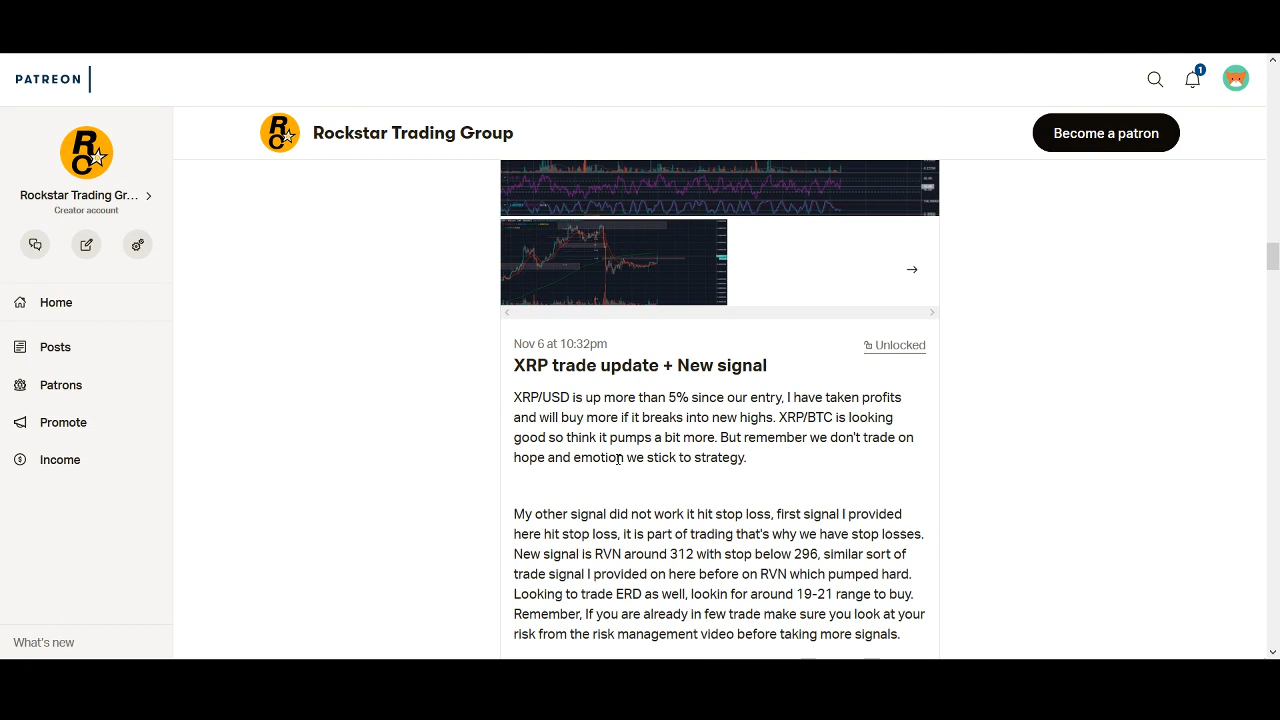 PATREON
1
Rockstar Trading Group
Become a patron
Rockstar Trading Gr...
Creator account
Home
Posts
Patrons
Promote
Income
What's new
Nov 6 at 10:32pm
Unlocked
XRP trade update + New signal
XRP/USD is up more than 5% since our entry, I have taken profits
and will buy more if it breaks into new highs. XRP/BTC is looking
good so think it pumps a bit more. But remember we don't trade on
hope and emotion we stick to strategy.
My other signal did not work it hit stop loss, first signal I provided
here hit stop loss, it is part of trading that's why we have stop losses.
New signal is RVN around 312 with stop below 296, similar sort of
trade signal I provided on here before on RVN which pumped hard.
Looking to trade ERD as well, lookin for around 19-21 range to buy.
Remember, If you are already in few trade make sure you look at your
risk from the risk management video before taking more signals.